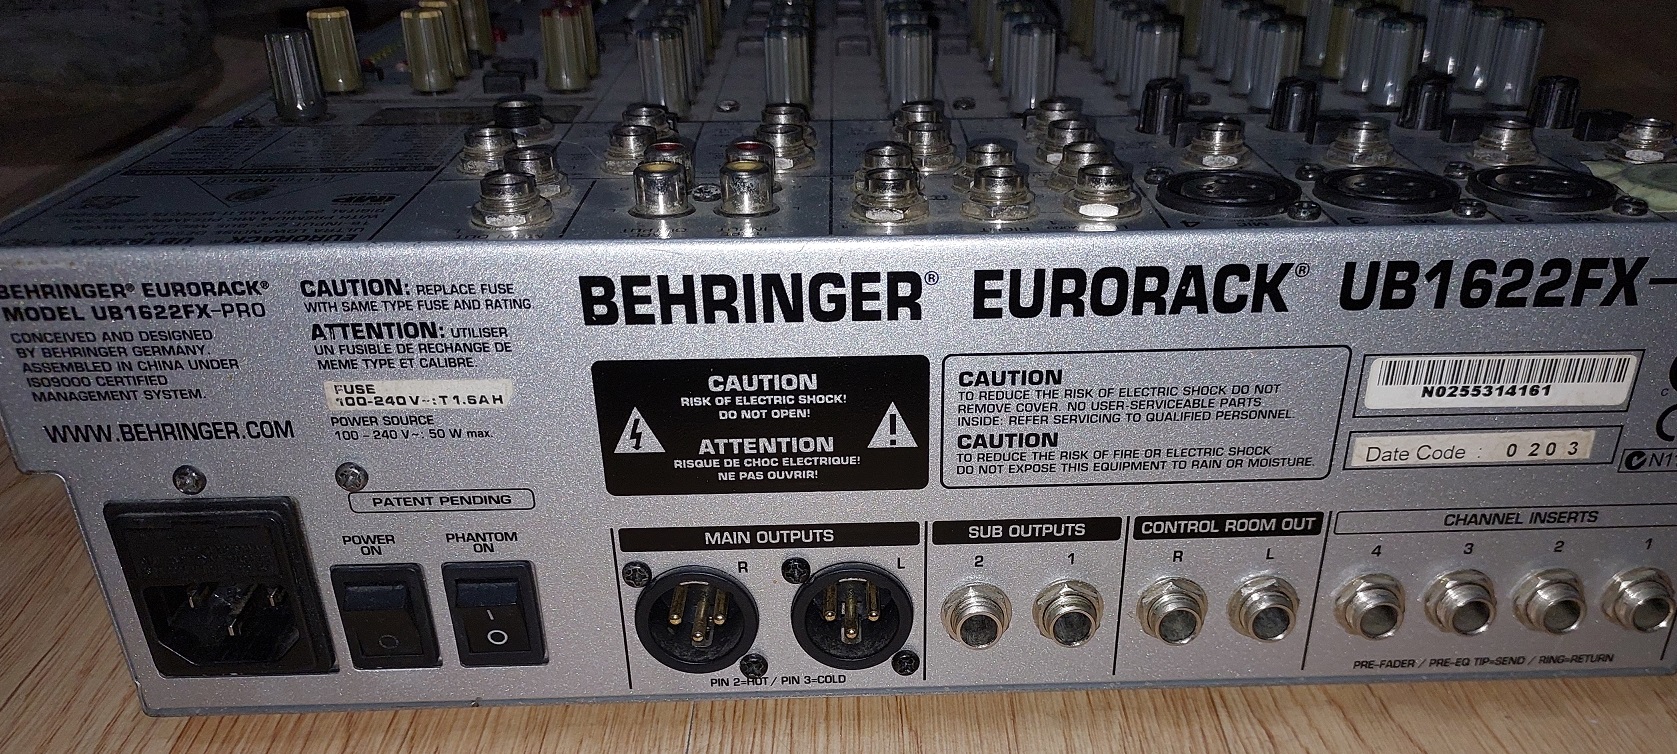 BEHRINGER® EURORACK®
MODEL UB1622FX-PRO
CONCEIVED AND DESIGNED
BY BEHRINGER GERMANY.
ASSEMBLED IN CHINA UNDER
ISO9000 CERTIFIED
MANAGEMENT SYSTEM.
WWW.BEHRINGER.COM
CAUTION: REPLACE FUSE
WITH SAME TYPE FUSE AND RATING.
ATTENTION: UTILISER
UN FUSIBLE DE RECHANGE DE
MEME TYPE ET CALIBRE.
FUSE
100-240 V~: T 1.6 A H
POWER SOURCE
100 - 240 V~: 50 W max.
PATENT PENDING
POWER
ON
PHANTOM
ON
BEHRINGER® EURORACK® UB1622FX-
CAUTION
RISK OF ELECTRIC SHOCK!
DO NOT OPEN!
ATTENTION
RISQUE DE CHOC ELECTRIQUE!
NE PAS OUVRIR!
CAUTION
TO REDUCE THE RISK OF ELECTRIC SHOCK DO NOT
REMOVE COVER. NO USER-SERVICEABLE PARTS
INSIDE: REFER SERVICING TO QUALIFIED PERSONNEL.
CAUTION
TO REDUCE THE RISK OF FIRE OR ELECTRIC SHOCK
DO NOT EXPOSE THIS EQUIPMENT TO RAIN OR MOISTURE.
N0255314161
Date Code : 0203
MAIN OUTPUTS
R L
PIN 2=HOT / PIN 3=COLD
SUB OUTPUTS
2 1
CONTROL ROOM OUT
R L
CHANNEL INSERTS
4 3 2 1
PRE-FADER / PRE-EQ TIP=SEND / RING=RETURN